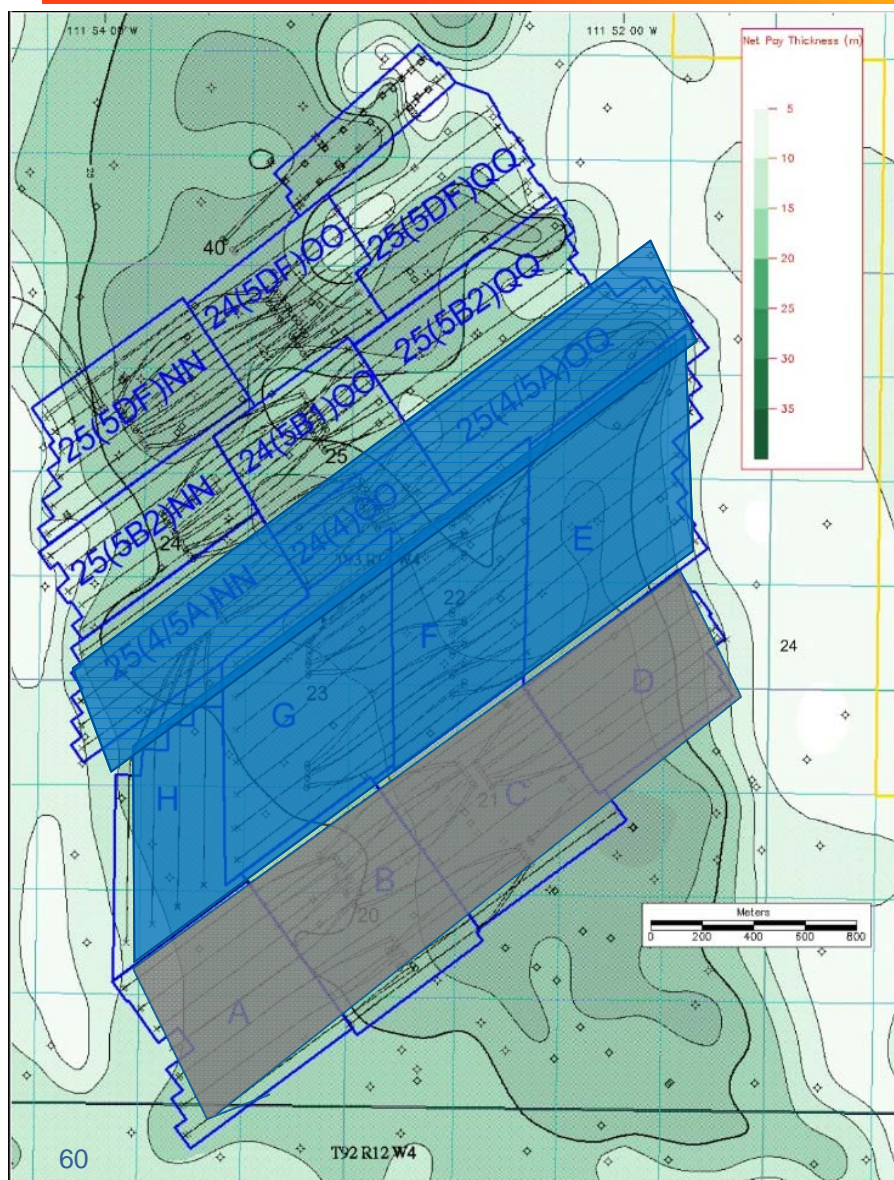 111 54 00 W
111 52 00 W
Net Pay Thickness (m)
5
10
15
20
25
30
35
40
24(5DF)OO
25(5DF)QQ
25(5DF)NN
25(5B2)QQ
24(5B1)OO
25
25(4/5A)QQ
25(5B2)NN
24
24(4)OO
E
25(4/5A)NN
22
F
24
23
G
D
H
C
21
B
20
A
Meters
0 200 400 600 800
T92 R12 W4
60